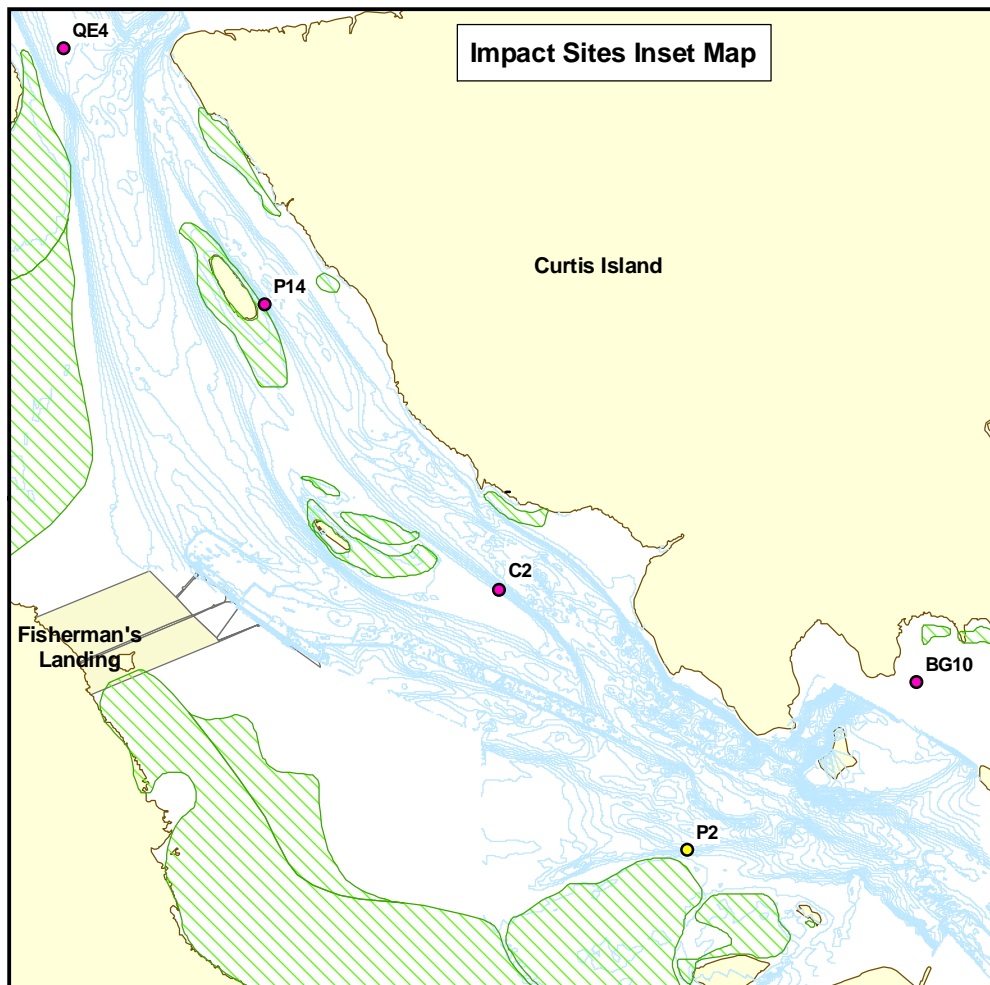 QE4
Impact Sites Inset Map
Curtis Island
P14
C2
Fisherman's
Landing
BG10
P2